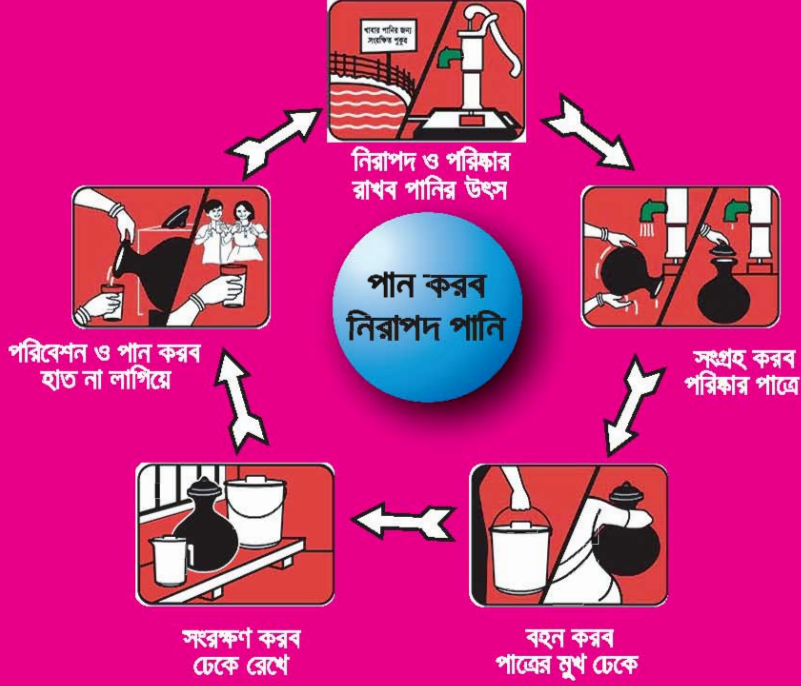 খাবার পানির জন্য
সংরক্ষিত পুকুর
নিরাপদ ও পরিষ্কার
রাখব পানির উৎস
পান করব
নিরাপদ পানি
সংগ্রহ করব
পরিষ্কার পাত্রে
বহন করব
পাত্রের মুখ ঢেকে
সংরক্ষণ করব
ঢেকে রেখে
পরিবেশন ও পান করব
হাত না লাগিয়ে